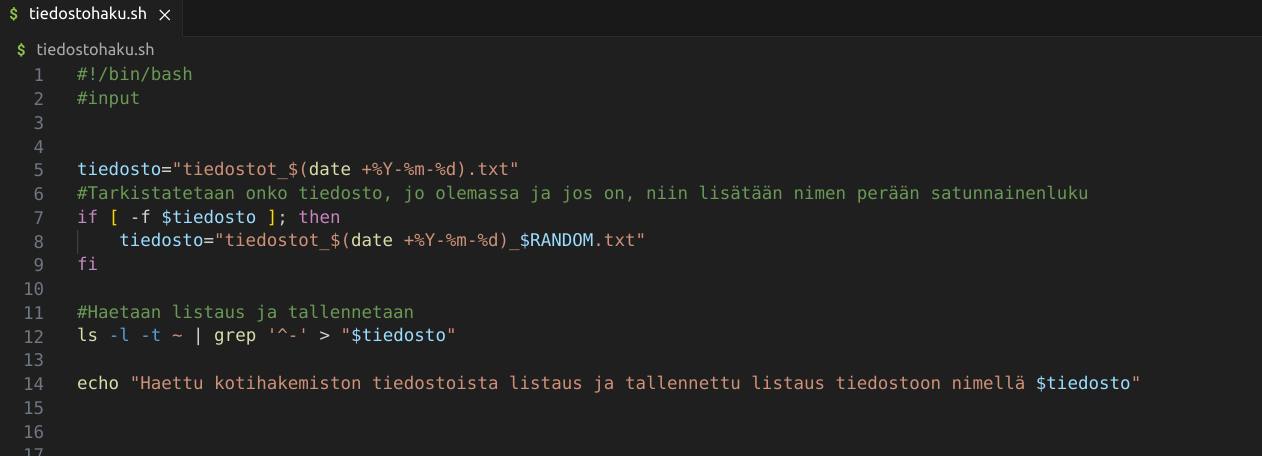 $ tiedostohaku.sh ×
$ tiedostohaku.sh
1 #!/bin/bash
2 #input
3
4
5 tiedosto="tiedostot_$(date +%Y-%m-%d).txt"
6 #Tarkistatetaan onko tiedosto, jo olemassa ja jos on, niin lisätään nimen perään satunnainenluku
7 if [ -f $tiedosto ]; then
8     tiedosto="tiedostot_$(date +%Y-%m-%d)_$RANDOM.txt"
9 fi
10
11 #Haetaan listaus ja tallennetaan
12 ls -l -t ~ | grep '^-' > "$tiedosto"
13
14 echo "Haettu kotihakemiston tiedostoista listaus ja tallennettu listaus tiedostoon nimellä $tiedosto"
15
16
17